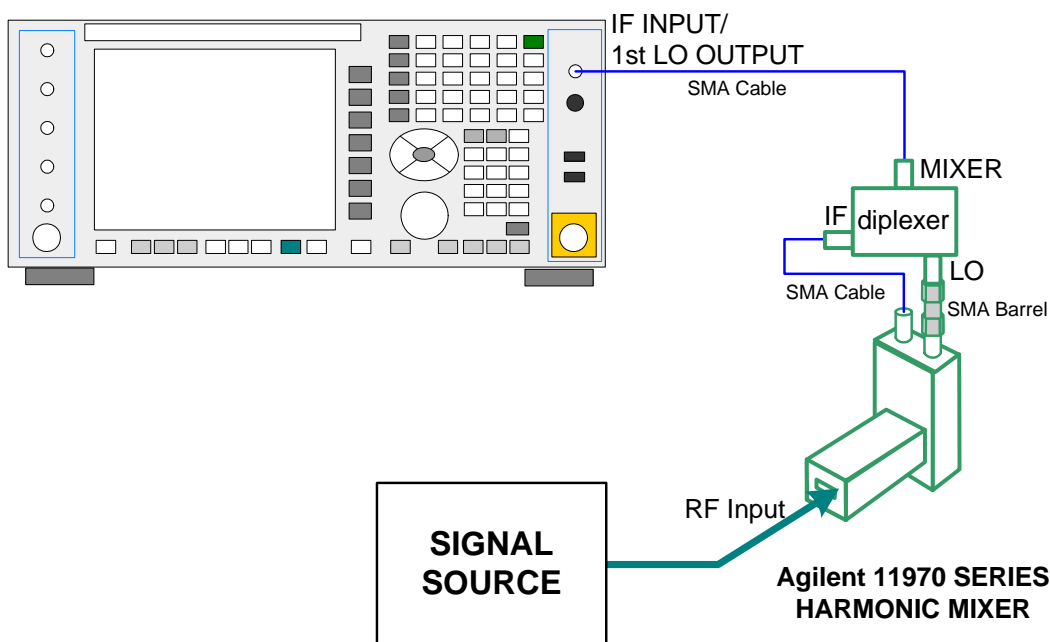 IF INPUT/
1st LO OUTPUT
SMA Cable
MIXER
IF
diplexer
LO
SMA Cable
SMA Barrel
RF Input
SIGNAL
SOURCE
Agilent 11970 SERIES
HARMONIC MIXER